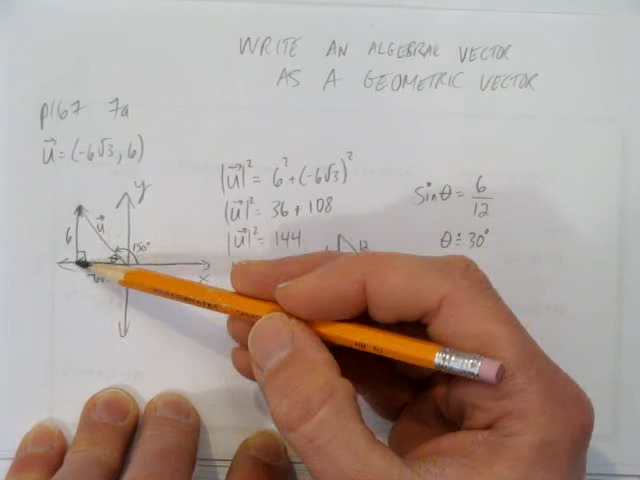 WRITE AN ALGEBRAIC VECTOR
AS A GEOMETRIC VECTOR
p167 7a
u⃗ = (-6√3, 6)
|u⃗|² = 6² + (-6√3)²
|u⃗|² = 36 + 108
|u⃗|² = 144
sinθ = 6/12
θ ≐ 30°
y
6
u⃗
θ
150°
x
12